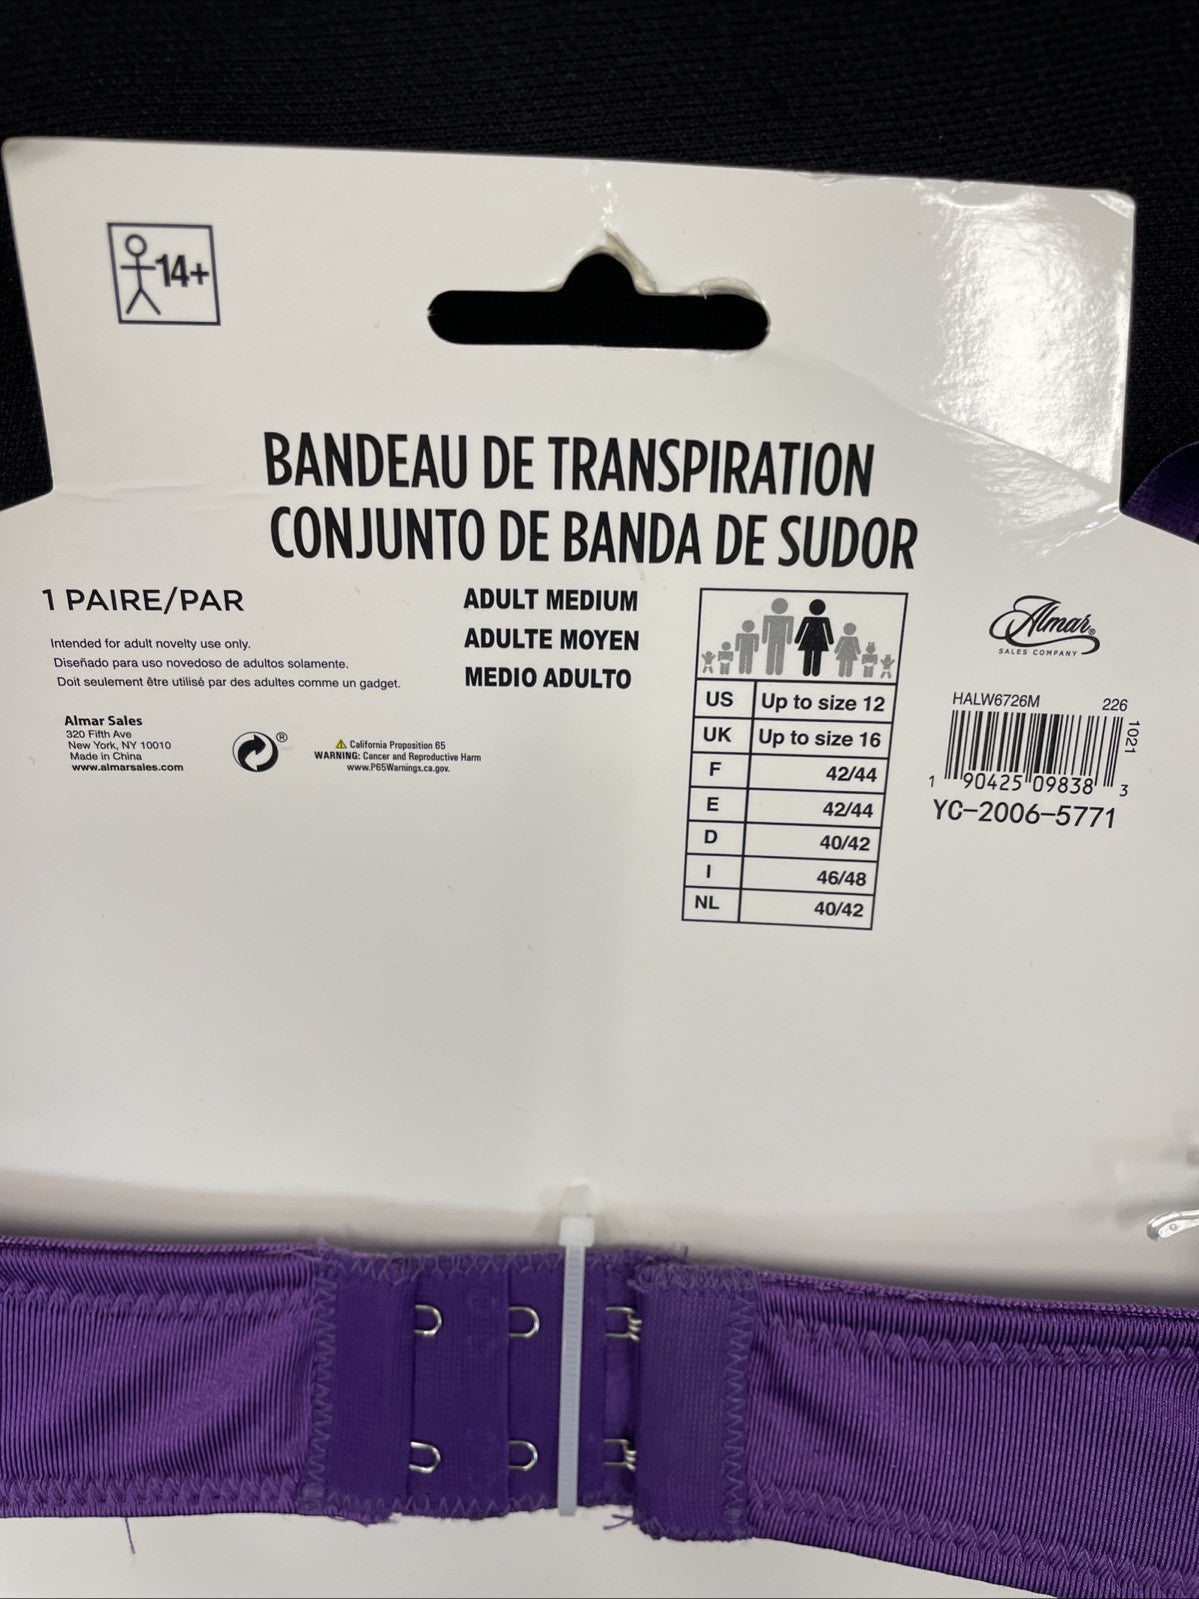 14+
BANDEAU DE TRANSPIRATION
CONJUNTO DE BANDA DE SUDOR
1 PAIRE/PAR
Intended for adult novelty use only.
Diseñado para uso novedoso de adultos solamente.
Doit seulement être utilisé par des adultes comme un gadget.
Almar Sales
320 Fifth Ave
New York, NY 10010
Made in China
www.almarsales.com
®
California Proposition 65
WARNING: Cancer and Reproductive Harm
www.P65Warnings.ca.gov.
ADULT MEDIUM
ADULTE MOYEN
MEDIO ADULTO
US Up to size 12
UK Up to size 16
F 42/44
E 42/44
D 40/42
I 46/48
NL 40/42
Almar®
SALES COMPANY
HALW6726M 226
1021
1 90425 09838 3
YC-2006-5771